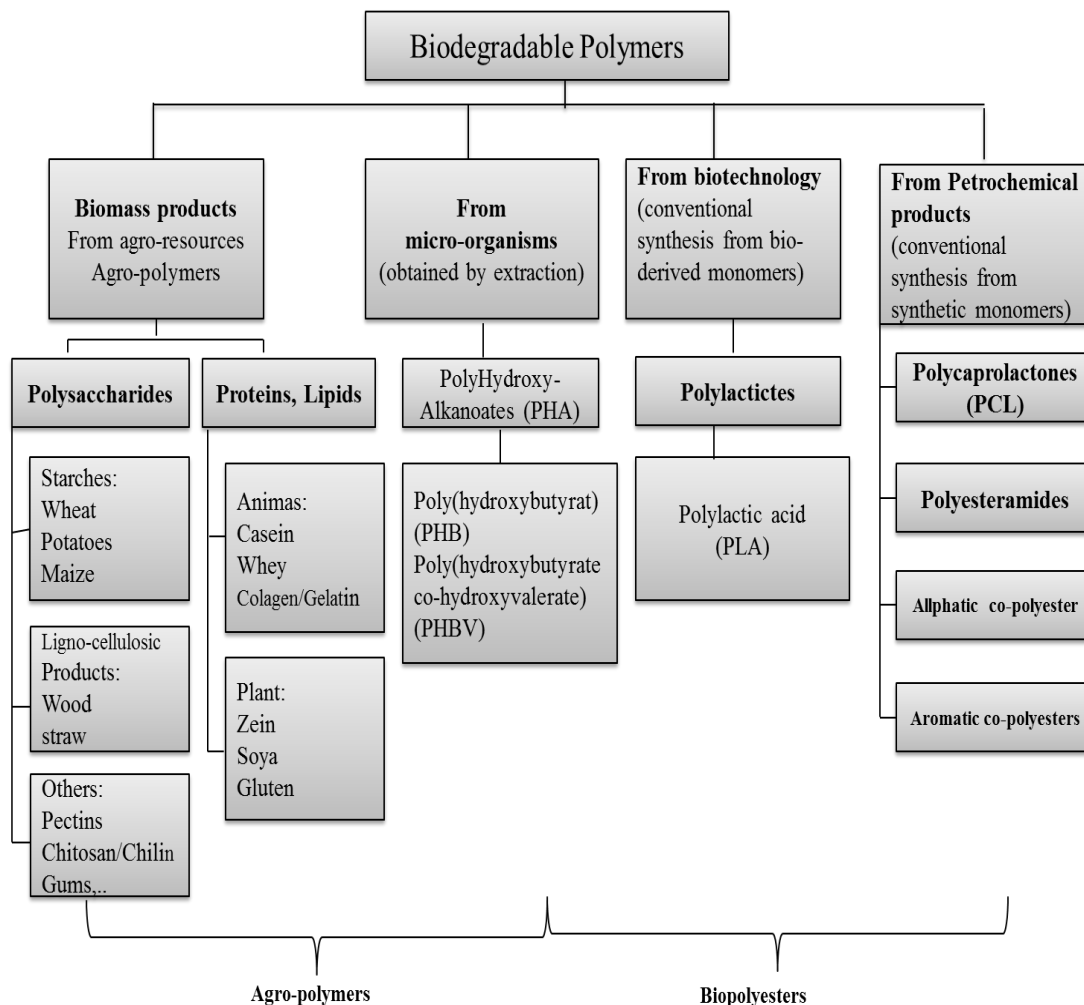 Biodegradable Polymers
Biomass products
From agro-resources
Agro-polymers
From
micro-organisms
(obtained by extraction)
From biotechnology
(conventional
synthesis from bio-
derived monomers)
From Petrochemical
products
(conventional
synthesis from
synthetic monomers)
Polysaccharides
Proteins, Lipids
PolyHydroxy-
Alkanoates (PHA)
Polylactictes
Polycaprolactones
(PCL)
Starches:
Wheat
Potatoes
Maize
Animas:
Casein
Whey
Colagen/Gelatin
Poly(hydroxybutyrat)
(PHB)
Poly(hydroxybutyrate
co-hydroxyvalerate)
(PHBV)
Polylactic acid
(PLA)
Polyesteramides
Allphatic co-polyester
Aromatic co-polyesters
Ligno-cellulosic
Products:
Wood
straw
Plant:
Zein
Soya
Gluten
Others:
Pectins
Chitosan/Chilin
Gums,..
Agro-polymers
Biopolyesters